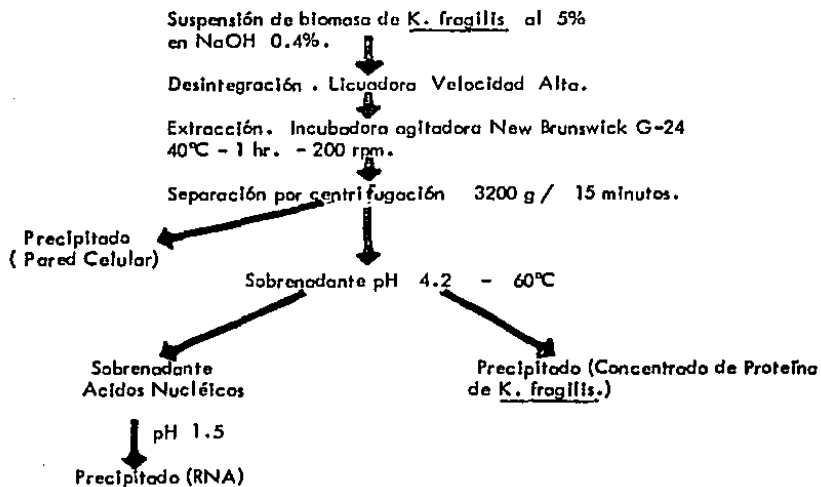 Suspensión de biomasa de K. fragilis al 5%
en NaOH 0.4%.
Desintegración . Licuadora Velocidad Alta.
Extracción. Incubadora agitadora New Brunswick G-24
40°C - 1 hr. - 200 rpm.
Separación por centrifugación 3200 g / 15 minutos.
Precipitado
( Pared Celular)
Sobrenadante pH 4.2 - 60°C
Sobrenadante
Acidos Nucléicos
Precipitado (Concentrado de Proteína
de K. fragilis.)
pH 1.5
Precipitado (RNA)